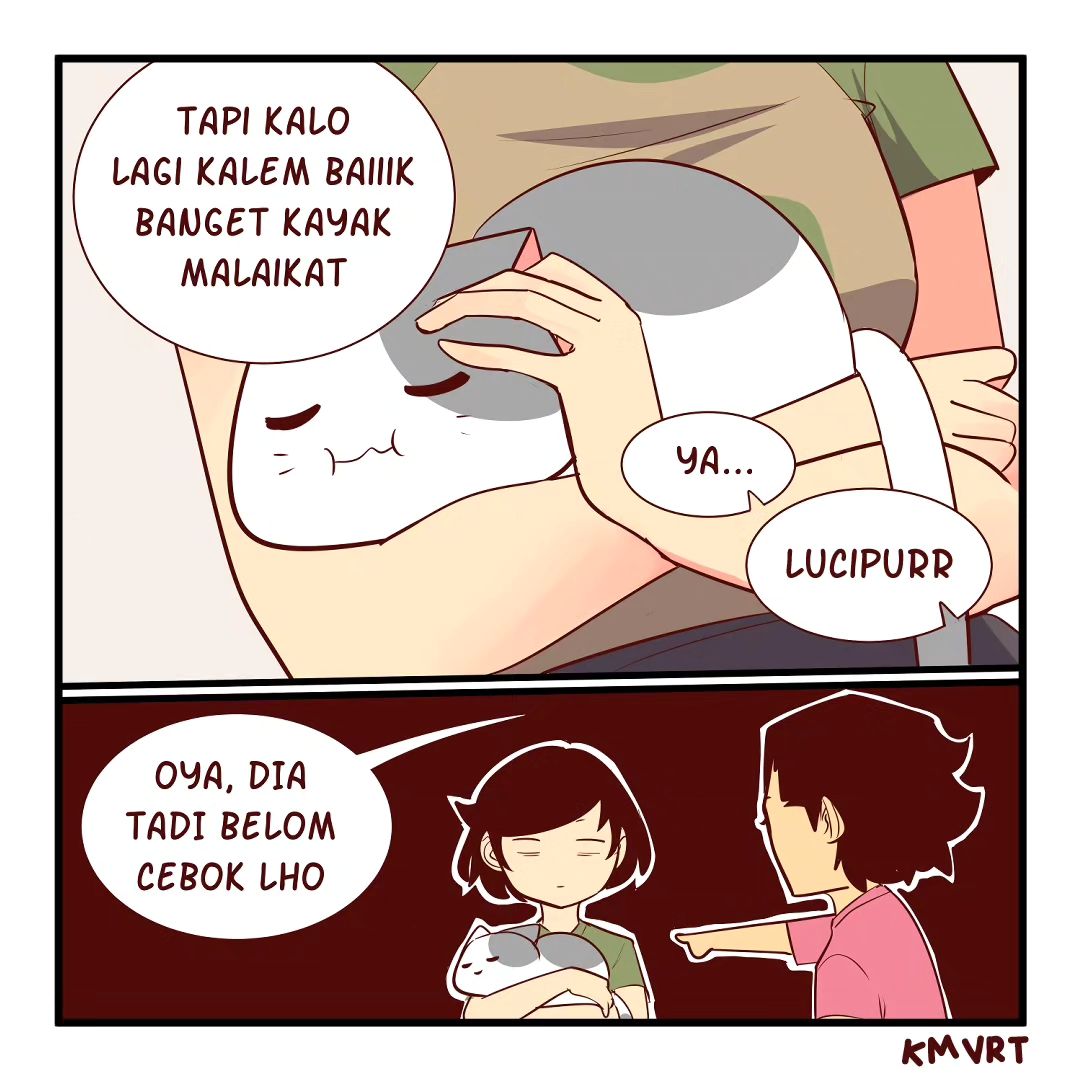 TAPI KALO
LAGI KALEM BAIIIK
BANGET KAYAK
MALAIKAT
YA...
LUCIPURR
OYA, DIA
TADI BELOM
CEBOK LHO
KMVRT